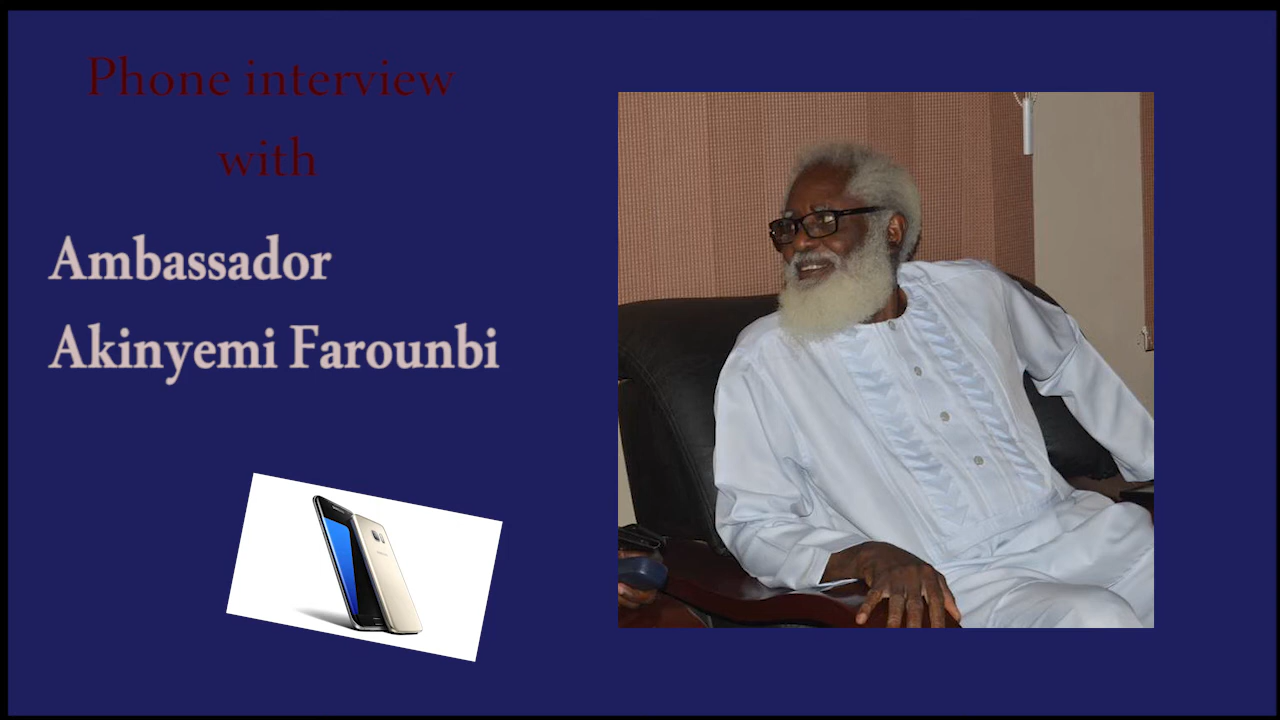 Phone interview
with
Ambassador
Akinyemi Farounbi